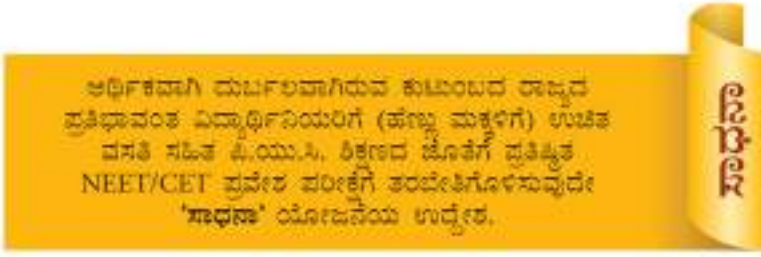 ಆರ್ಥಿಕವಾಗಿ ದುರ್ಬಲವಾಗಿರುವ ಕುಟುಂಬದ ರಾಜ್ಯದ
ಪ್ರತಿಭಾವಂತ ವಿದ್ಯಾರ್ಥಿನಿಯರಿಗೆ (ಹೆಣ್ಣು ಮಕ್ಕಳಿಗೆ) ಉಚಿತ
ವಸತಿ ಸಹಿತ ಪಿ.ಯು.ಸಿ. ಶಿಕ್ಷಣದ ಜೊತೆಗೆ ಪ್ರತಿಷ್ಠಿತ
NEET/CET ಪ್ರವೇಶ ಪರೀಕ್ಷೆಗೆ ತರಬೇತಿಗೊಳಿಸುವುದೇ
'ಸಾಧನಾ' ಯೋಜನೆಯ ಉದ್ದೇಶ.